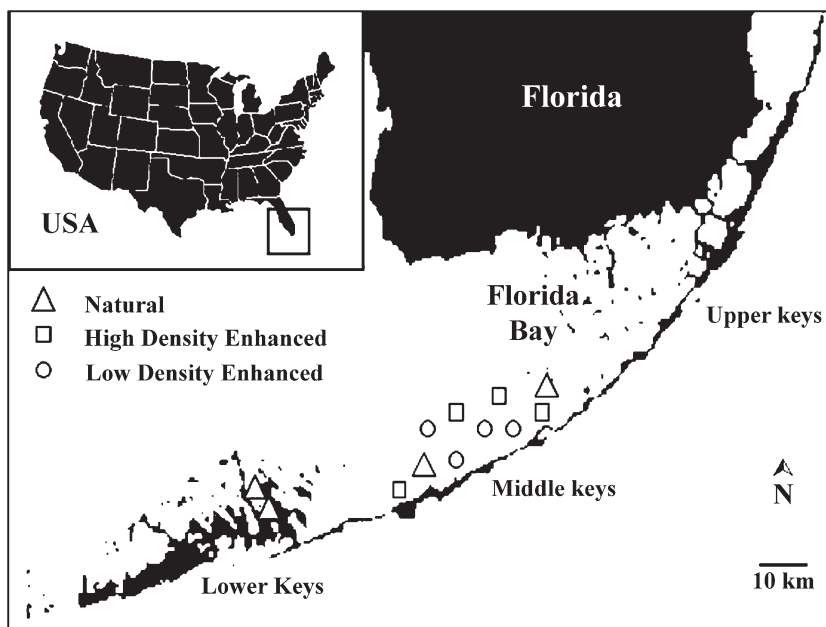 Florida
USA
Natural
High Density Enhanced
Low Density Enhanced
Florida
Bay
Upper keys
Middle keys
N
Lower Keys
10 km